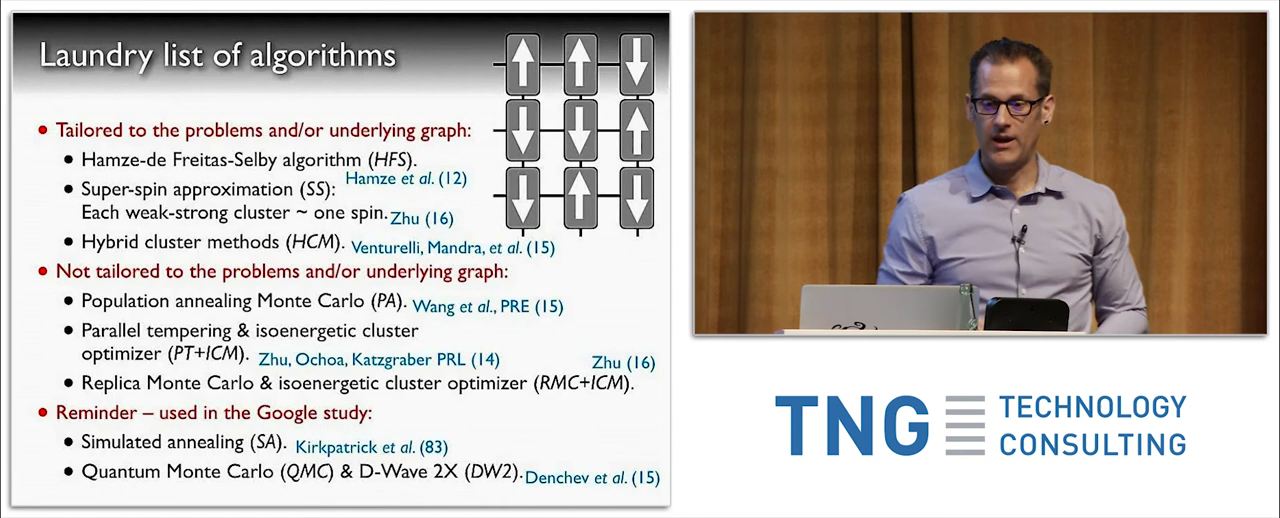 Laundry list of algorithms
• Tailored to the problems and/or underlying graph:
• Hamze-de Freitas-Selby algorithm (HFS).
Hamze et al. (12)
• Super-spin approximation (SS):
Each weak-strong cluster ~ one spin. Zhu (16)
• Hybrid cluster methods (HCM). Venturelli, Mandra, et al. (15)
• Not tailored to the problems and/or underlying graph:
• Population annealing Monte Carlo (PA). Wang et al., PRE (15)
• Parallel tempering & isoenergetic cluster
optimizer (PT+ICM). Zhu, Ochoa, Katzgraber PRL (14)
Zhu (16)
• Replica Monte Carlo & isoenergetic cluster optimizer (RMC+ICM).
• Reminder – used in the Google study:
• Simulated annealing (SA). Kirkpatrick et al. (83)
• Quantum Monte Carlo (QMC) & D-Wave 2X (DW2). Denchev et al. (15)
TNG TECHNOLOGY
CONSULTING